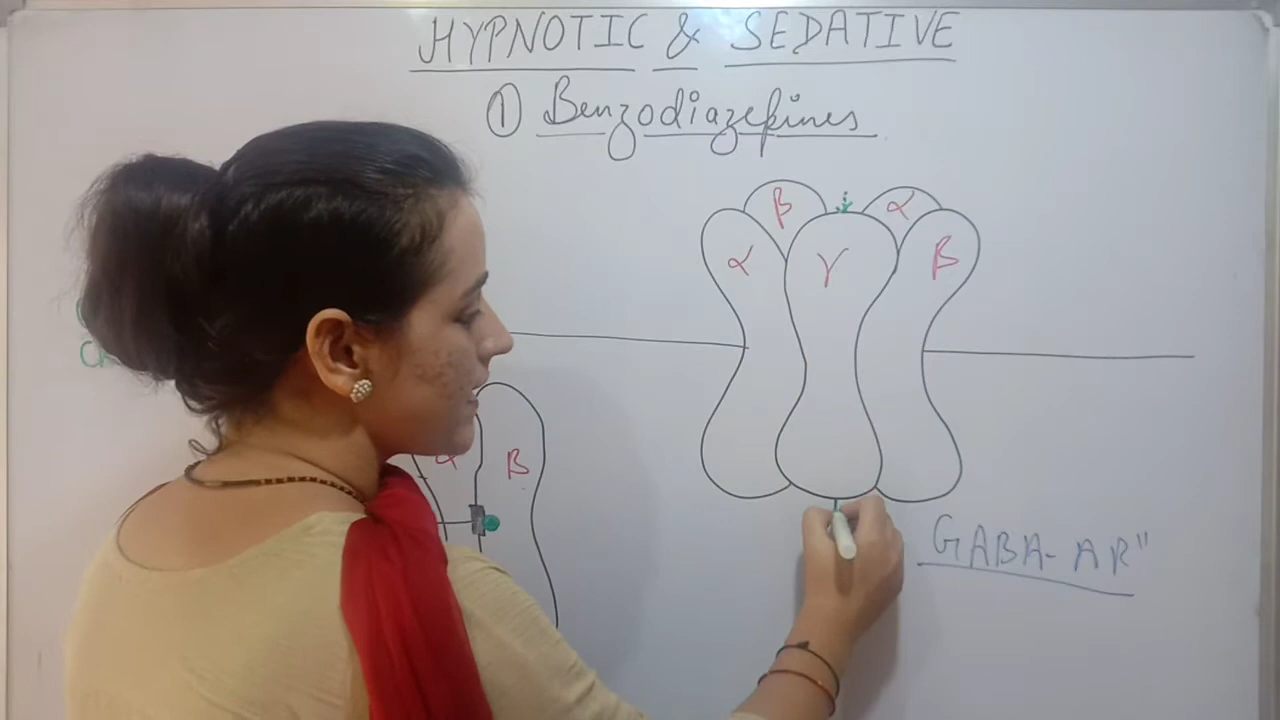 HYPNOTIC & SEDATIVE
① Benzodiazepines
β α
α γ β
α β
GABA-AR"